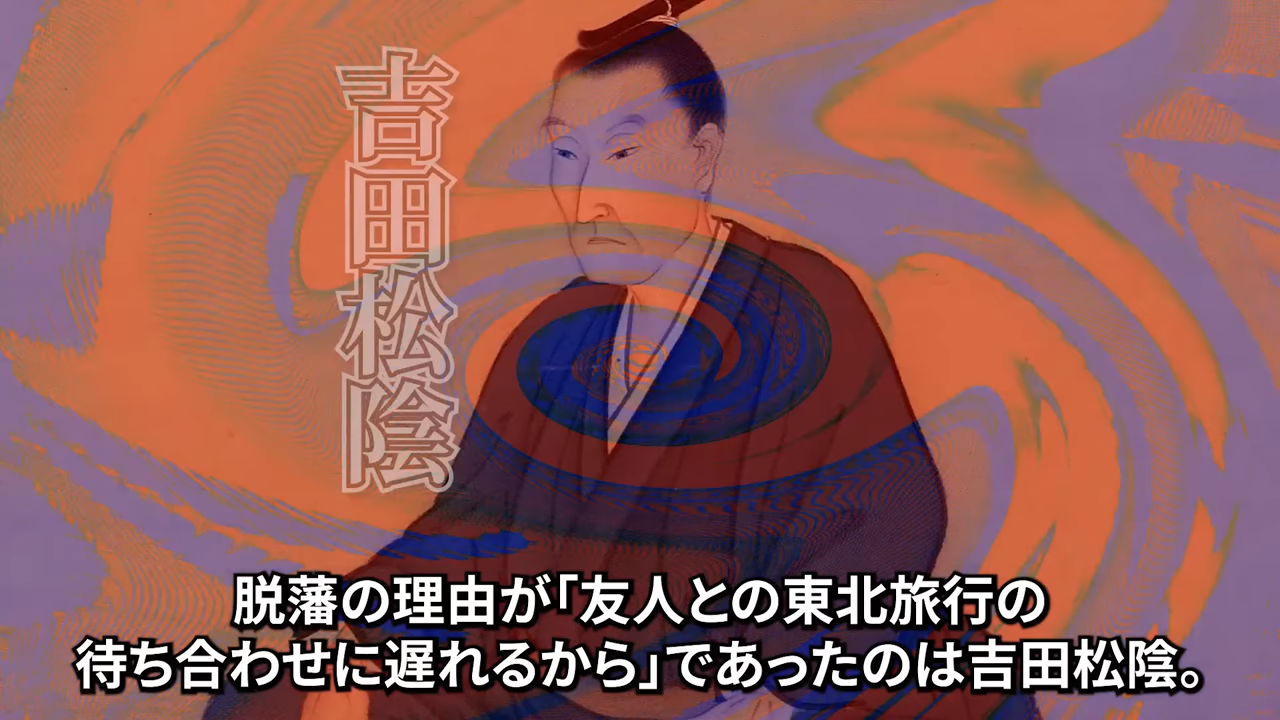 吉田松陰
脱藩の理由が「友人との東北旅行の
待ち合わせに遅れるから」であったのは吉田松陰。